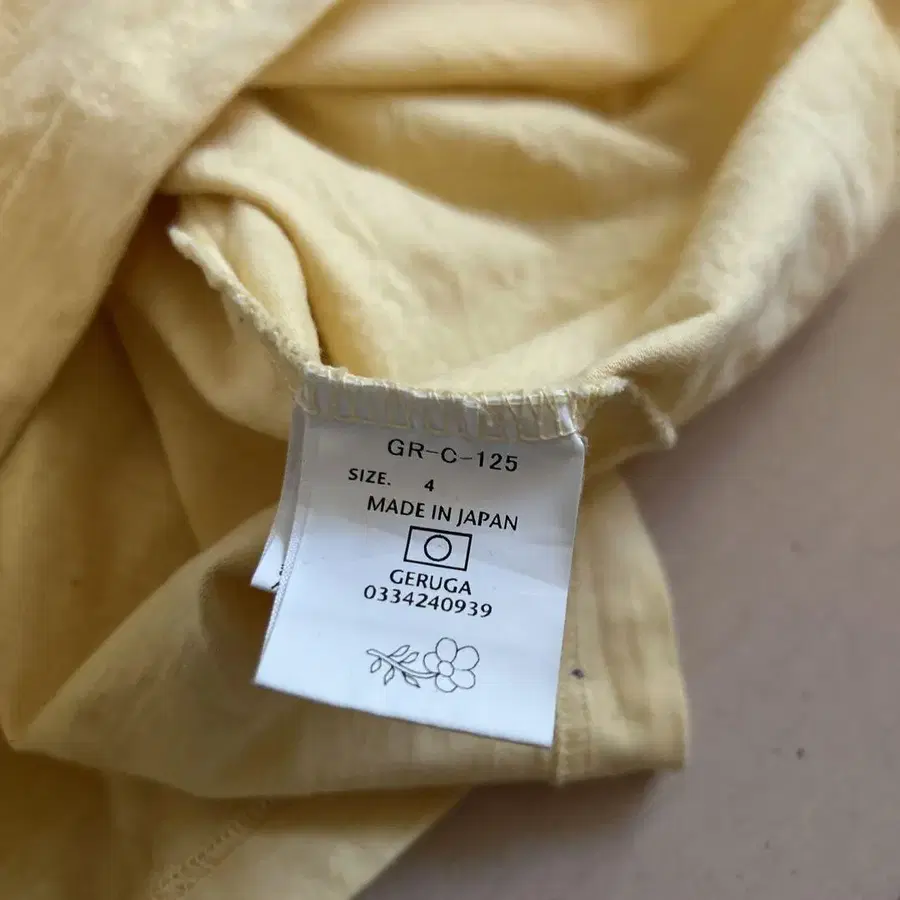 GR-C-125
SIZE. 4
MADE IN JAPAN
GERUGA
0334240939